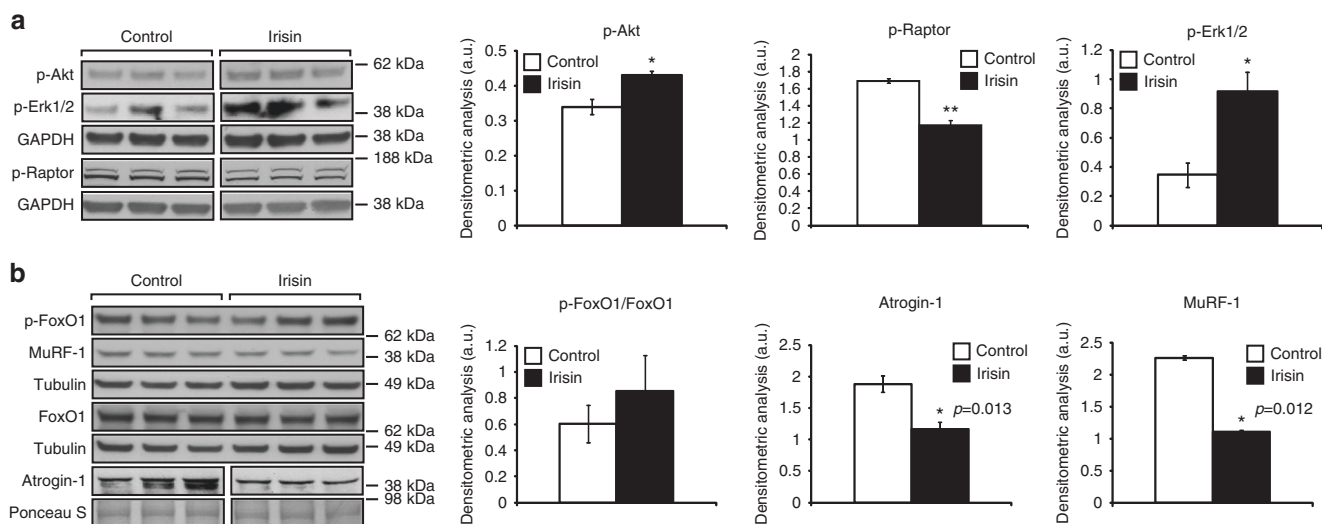 a
Control Irisin
p-Akt
p-Erk1/2
GAPDH
p-Raptor
GAPDH
62 kDa
38 kDa
38 kDa
188 kDa
38 kDa
p-Akt
Densitometric analysis (a.u.)
0.5
0.4
0.3
0.2
0.1
0
Control
Irisin
*
p-Raptor
Densitometric analysis (a.u.)
2
1.8
1.6
1.4
1.2
1
0.8
0.6
0.4
0.2
0
Control
Irisin
**
p-Erk1/2
Densitometric analysis (a.u.)
1.2
1
0.8
0.6
0.4
0.2
0
Control
Irisin
*
b
Control Irisin
p-FoxO1
MuRF-1
Tubulin
FoxO1
Tubulin
Atrogin-1
Ponceau S
62 kDa
38 kDa
49 kDa
62 kDa
49 kDa
38 kDa
98 kDa
p-FoxO1/FoxO1
Densitometric analysis (a.u.)
1.2
1
0.8
0.6
0.4
0.2
0
Control
Irisin
Atrogin-1
Densitometric analysis (a.u.)
2.5
2
1.5
1
0.5
0
Control
Irisin
* p=0.013
MuRF-1
Densitometric analysis (a.u.)
2.5
2
1.5
1
0.5
0
Control
Irisin
* p=0.012